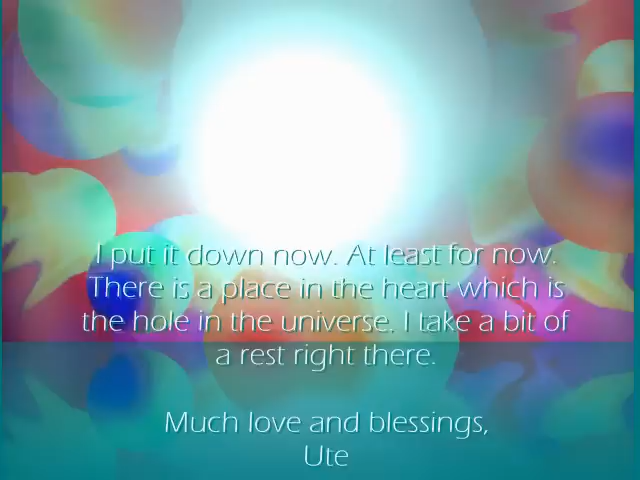 I put it down now. At least for now.
There is a place in the heart which is
the hole in the universe. I take a bit of
a rest right there.
Much love and blessings,
Ute